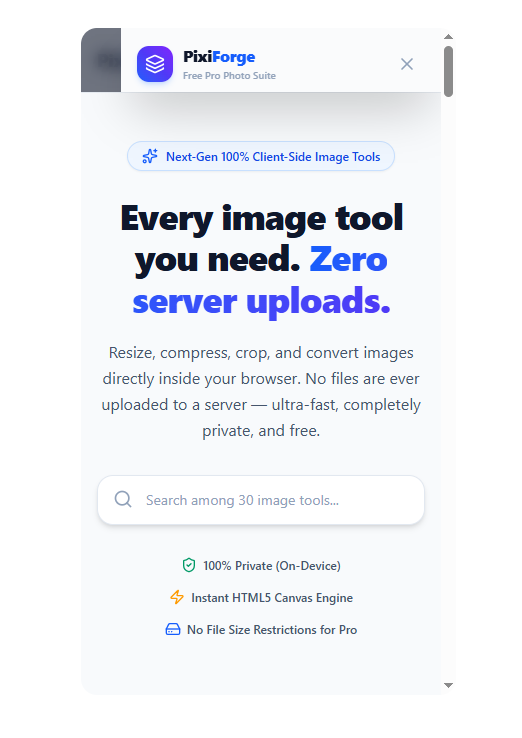 PixiForge
Free Pro Photo Suite
Next-Gen 100% Client-Side Image Tools
Every image tool
you need. Zero
server uploads.
Resize, compress, crop, and convert images
directly inside your browser. No files are ever
uploaded to a server — ultra-fast, completely
private, and free.
Search among 30 image tools...
100% Private (On-Device)
Instant HTML5 Canvas Engine
No File Size Restrictions for Pro